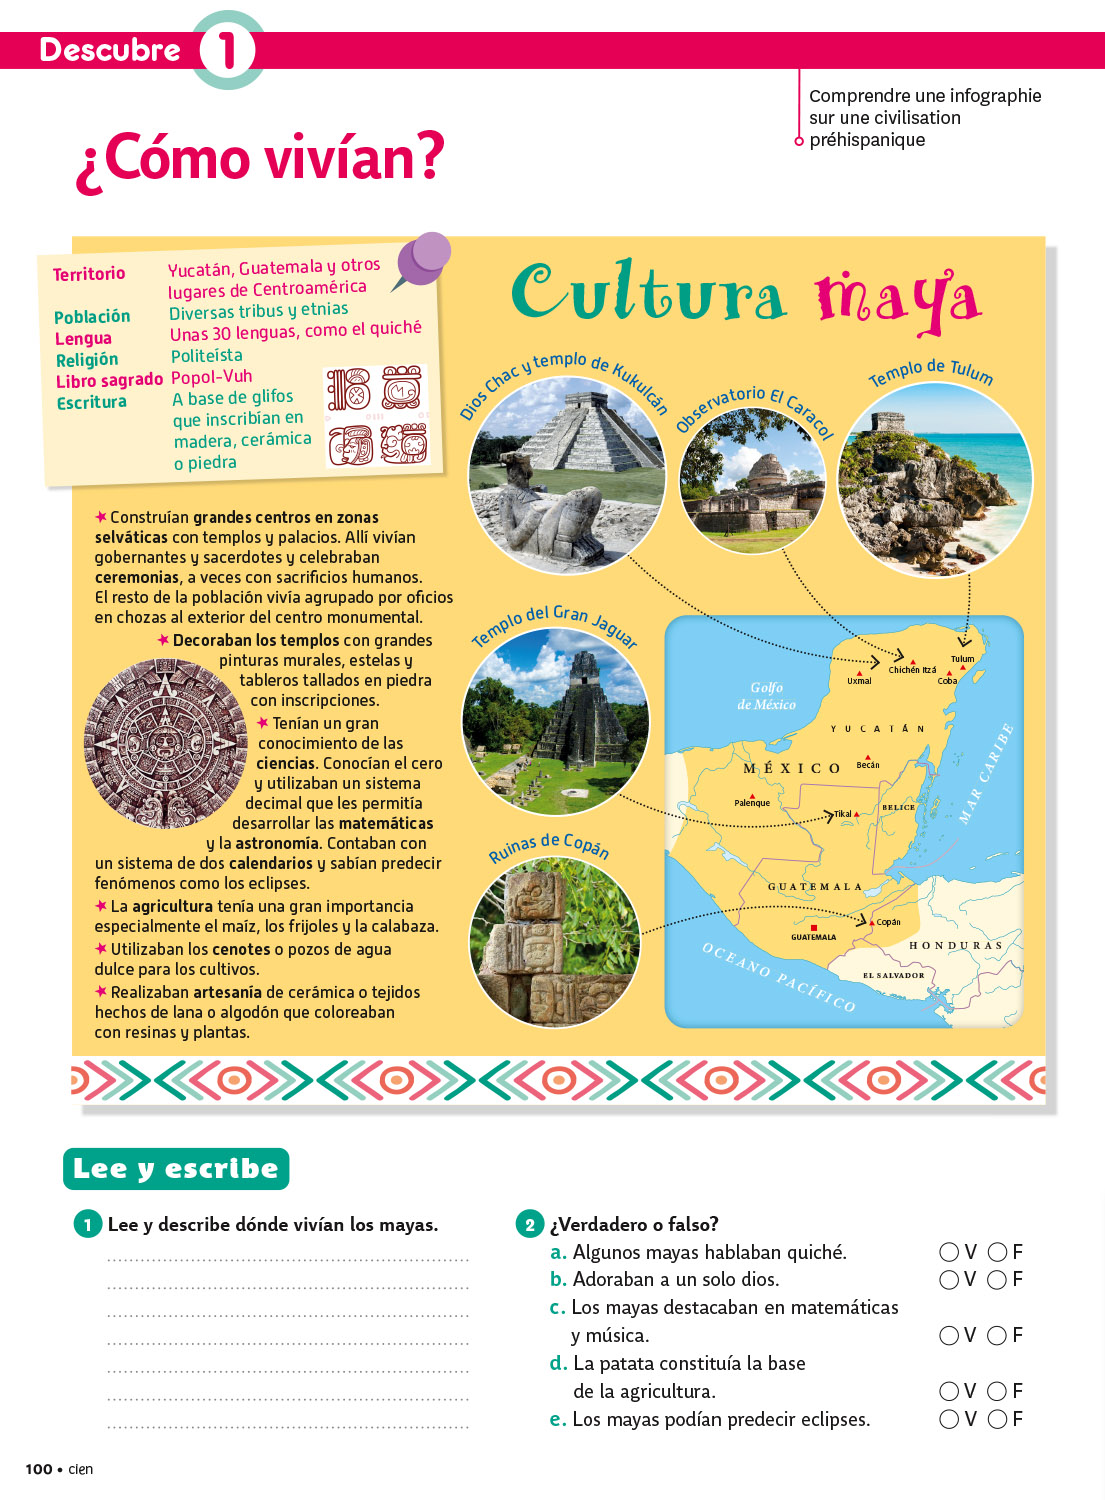 Descubre 1
Comprendre une infographie
sur une civilisation
préhispanique
¿Cómo vivían?
Territorio Yucatán, Guatemala y otros
lugares de Centroamérica
Población Diversas tribus y etnias
Lengua Unas 30 lenguas, como el quiché
Religión Politeísta
Libro sagrado Popol-Vuh
Escritura A base de glifos
que inscribían en
madera, cerámica
o piedra
Cultura maya
Dios Chac y templo de Kukulcán
Observatorio El Caracol
Templo de Tulum
★ Construían grandes centros en zonas
selváticas con templos y palacios. Allí vivían
gobernantes y sacerdotes y celebraban
ceremonias, a veces con sacrificios humanos.
El resto de la población vivía agrupado por oficios
en chozas al exterior del centro monumental.
★ Decoraban los templos con grandes
pinturas murales, estelas y
tableros tallados en piedra
con inscripciones.
★ Tenían un gran
conocimiento de las
ciencias. Conocían el cero
y utilizaban un sistema
decimal que les permitía
desarrollar las matemáticas
y la astronomía. Contaban con
un sistema de dos calendarios y sabían predecir
fenómenos como los eclipses.
★ La agricultura tenía una gran importancia
especialmente el maíz, los frijoles y la calabaza.
★ Utilizaban los cenotes o pozos de agua
dulce para los cultivos.
★ Realizaban artesanía de cerámica o tejidos
hechos de lana o algodón que coloreaban
con resinas y plantas.
Templo del Gran Jaguar
Ruinas de Copán
Golfo
de México
Uxmal
Chichén Itzá
Tulum
Coba
YUCATÁN
MÉXICO
Becán
MAR CARIBE
Palenque
Tikal
BELICE
GUATEMALA
Copán
GUATEMALA
HONDURAS
EL SALVADOR
OCEANO PACÍFICO
Lee y escribe
1 Lee y describe dónde vivían los mayas.
2 ¿Verdadero o falso?
a. Algunos mayas hablaban quiché. V F
b. Adoraban a un solo dios. V F
c. Los mayas destacaban en matemáticas
y música. V F
d. La patata constituía la base
de la agricultura. V F
e. Los mayas podían predecir eclipses. V F
100 • cien